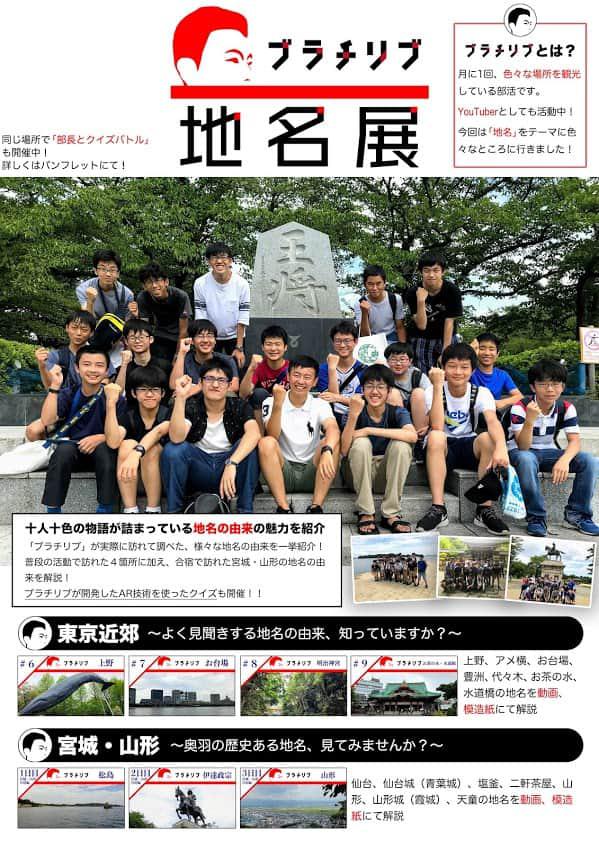 ブラチリブ
地名展
同じ場所で「部長とクイズバトル」
も開催中！
詳しくはパンフレットにて！
ブラチリブとは？
月に1回、色々な場所を観光
している部活です。
YouTuberとしても活動中！
今回は「地名」をテーマに色
々なところに行きました！
王将
十人十色の物語が詰まっている地名の由来の魅力を紹介
「ブラチリブ」が実際に訪れて調べた、様々な地名の由来を一挙紹介！
普段の活動で訪れた４箇所に加え、合宿で訪れた宮城・山形の地名の由
来を解説！
ブラチリブが開発したAR技術を使ったクイズも開催！！
東京近郊 〜よく見聞きする地名の由来、知っていますか？〜
#6 ブラチリブ 上野
#7 ブラチリブ お台場
#8 ブラチリブ 明治神宮
#9 ブラチリブ お茶の水・水道橋
上野、アメ横、お台場、
豊洲、代々木、お茶の水、
水道橋の地名を動画、
模造紙にて解説
宮城・山形 〜奥羽の歴史ある地名、見てみませんか？〜
1日目 ブラチリブ 松島
2日目 ブラチリブ 伊達政宗
3日目 ブラチリブ 山形
仙台、仙台城（青葉城）、塩釜、二軒茶屋、山
形、山形城（霞城）、天童の地名を動画、模造
紙にて解説